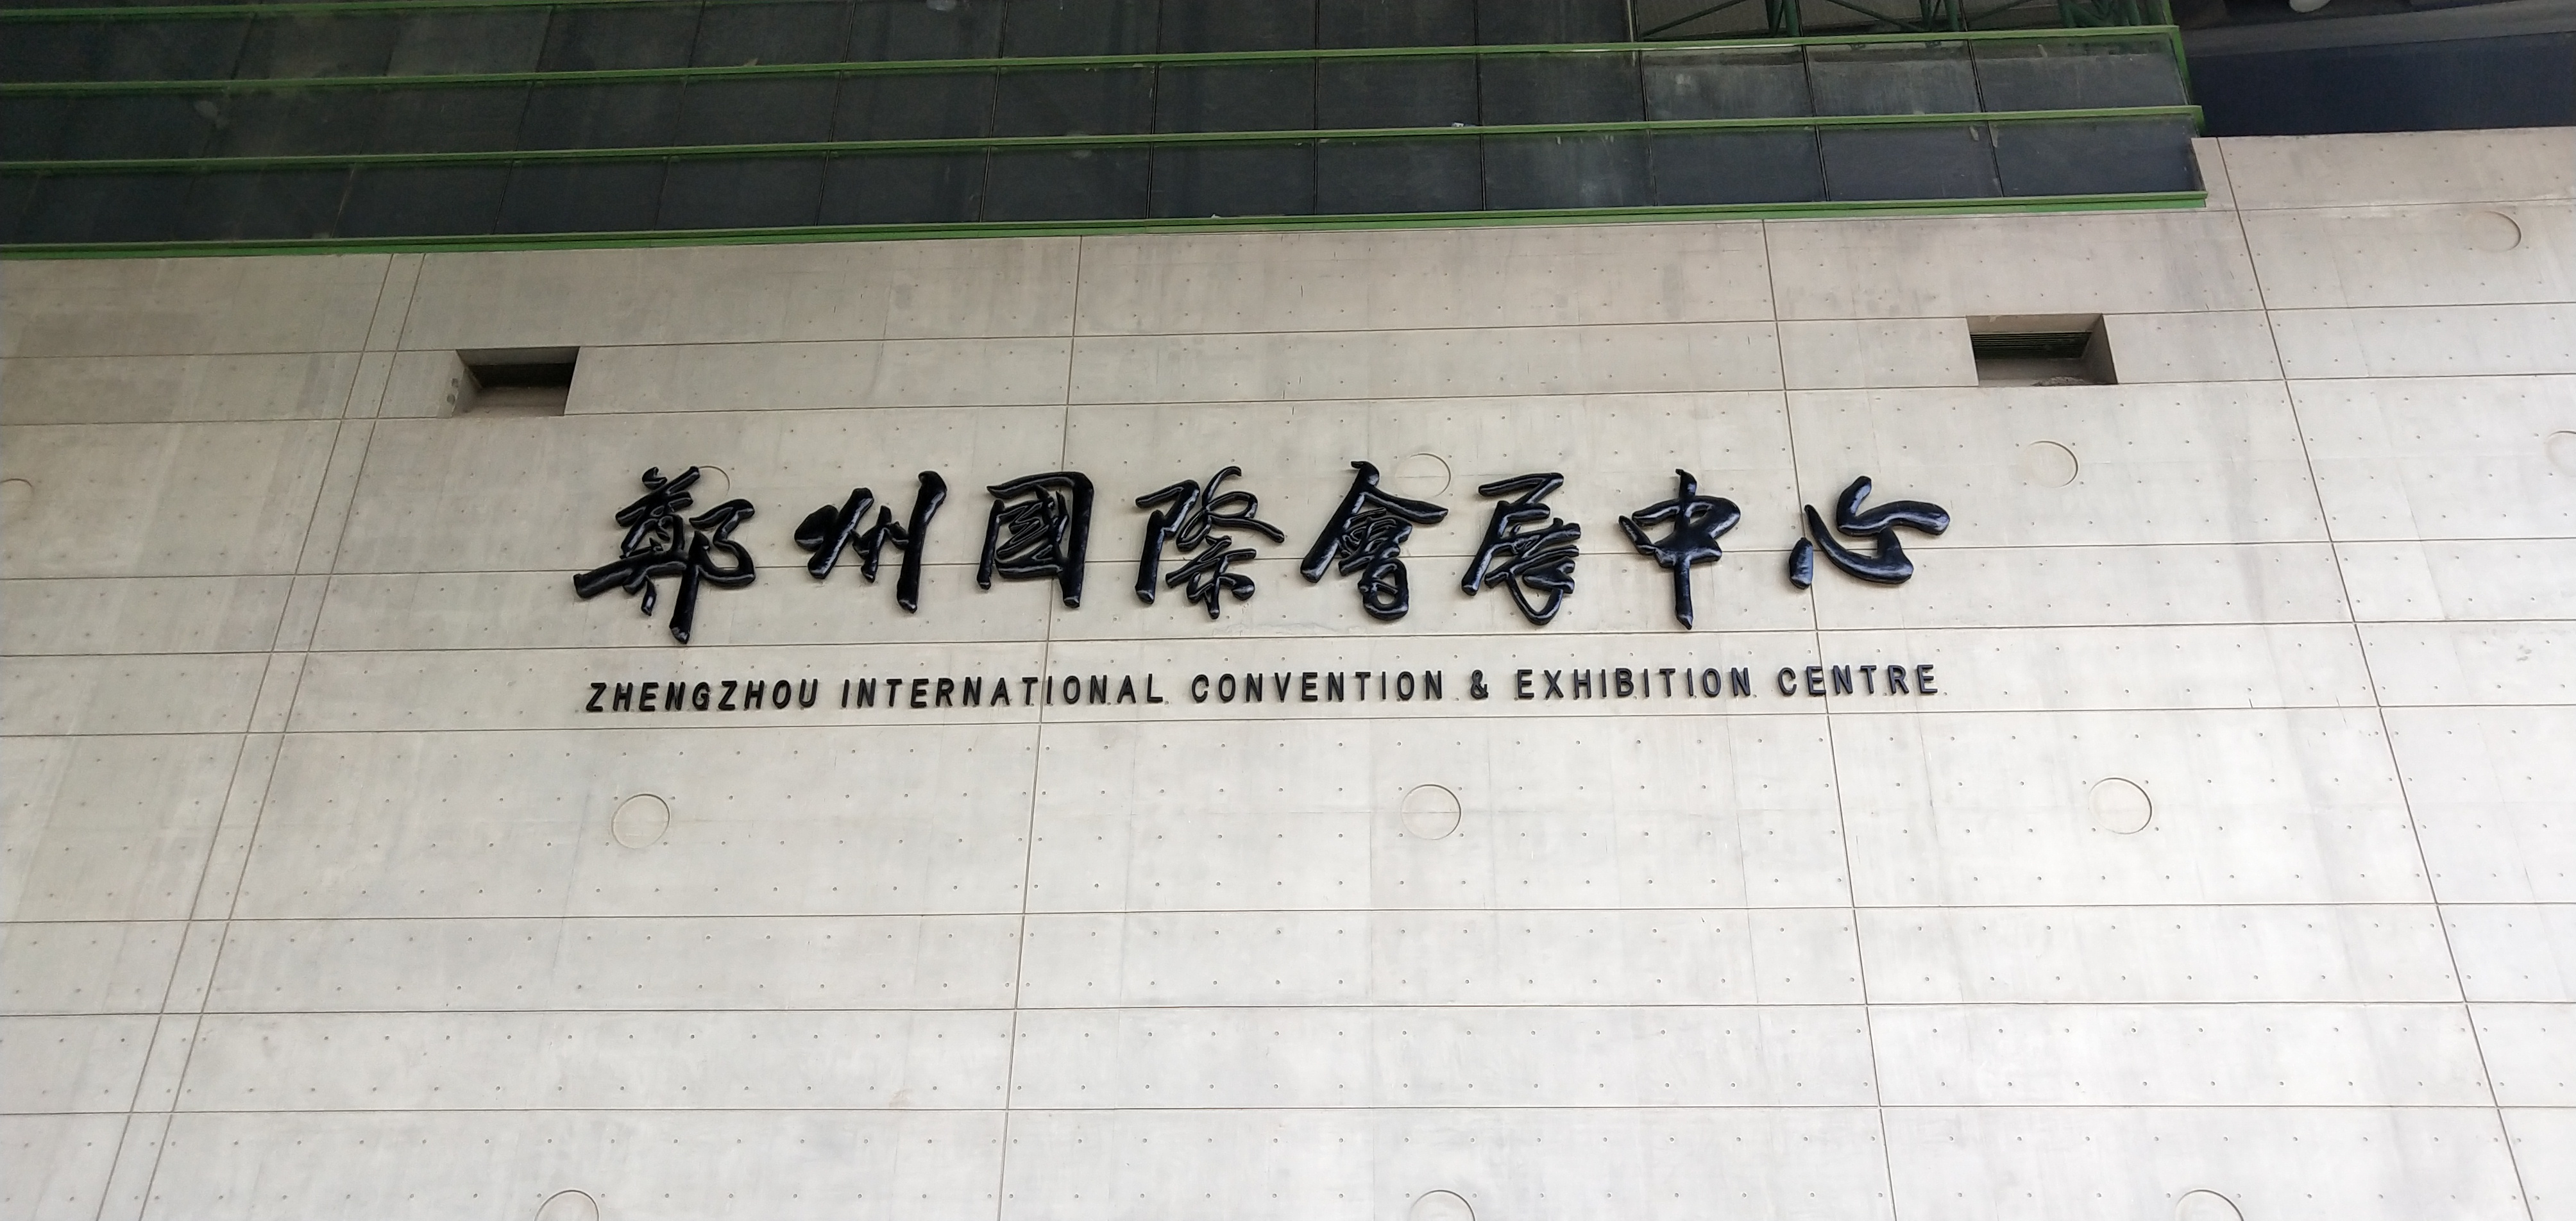 鄭州國際會展中心
ZHENGZHOU INTERNATIONAL CONVENTION & EXHIBITION CENTRE